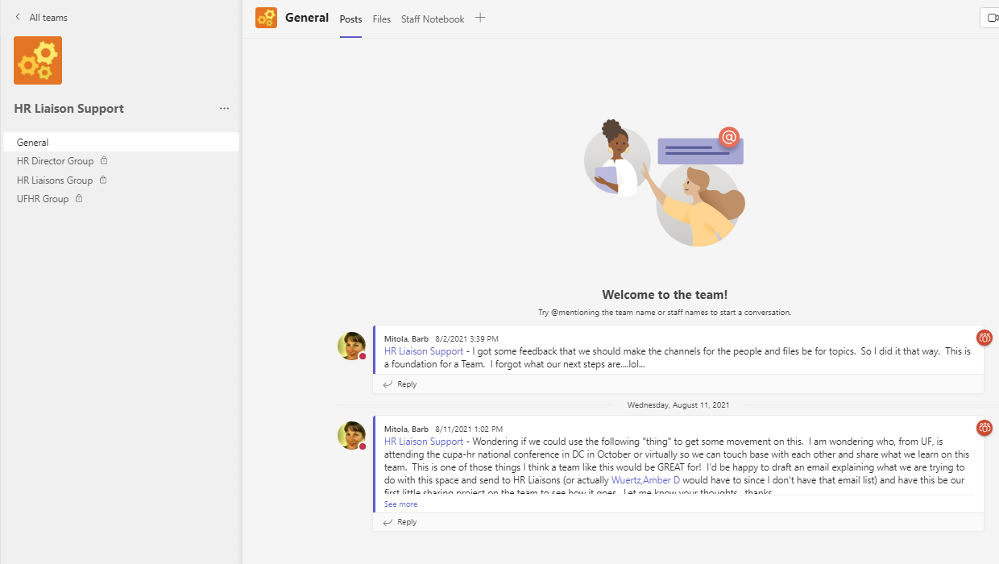 All teams
HR Liaison Support
...
General
HR Director Group
HR Liaisons Group
UFHR Group
General Posts Files Staff Notebook +
@
Welcome to the team!
Try @mentioning the team name or staff names to start a conversation.
Mitola, Barb 8/2/2021 3:39 PM
HR Liaison Support - I got some feedback that we should make the channels for the people and files be for topics. So I did it that way. This is
a foundation for a Team. I forgot what our next steps are....lol...
Reply
Wednesday, August 11, 2021
Mitola, Barb 8/11/2021 1:02 PM
HR Liaison Support - Wondering if we could use the following "thing" to get some movement on this. I am wondering who, from UF, is
attending the cupa-hr national conference in DC in October or virtually so we can touch base with each other and share what we learn on this
team. This is one of those things I think a team like this would be GREAT for! I'd be happy to draft an email explaining what we are trying to
do with this space and send to HR Liaisons (or actually Wuertz,Amber D would have to since I don't have that email list) and have this be our
first little sharing project on the team to see how it goes. Let me know your thoughts...thanks
See more
Reply